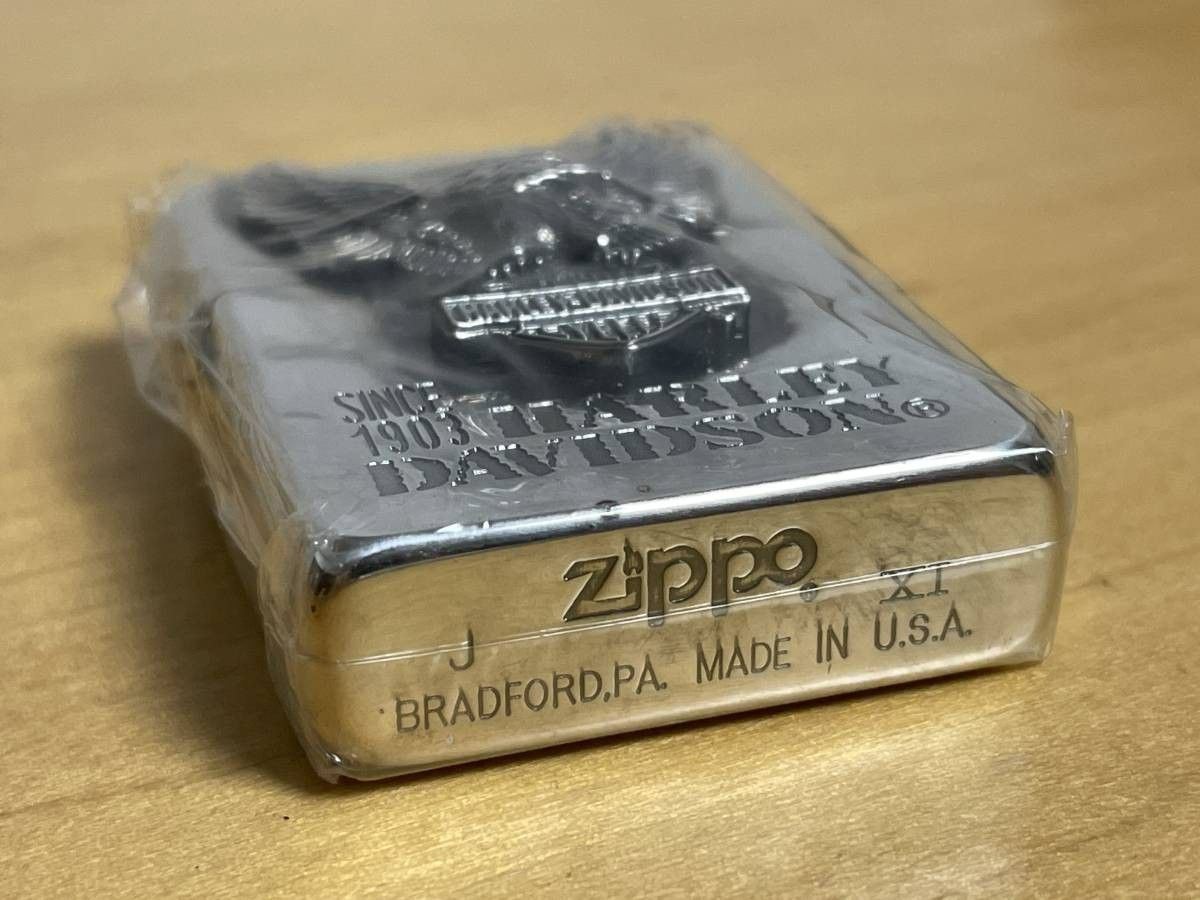 HARLEY-DAVIDSON
SINCE
1903 HARLEY
DAVIDSON®
zippo
J XI
BRADFORD,PA. MADE IN U.S.A.